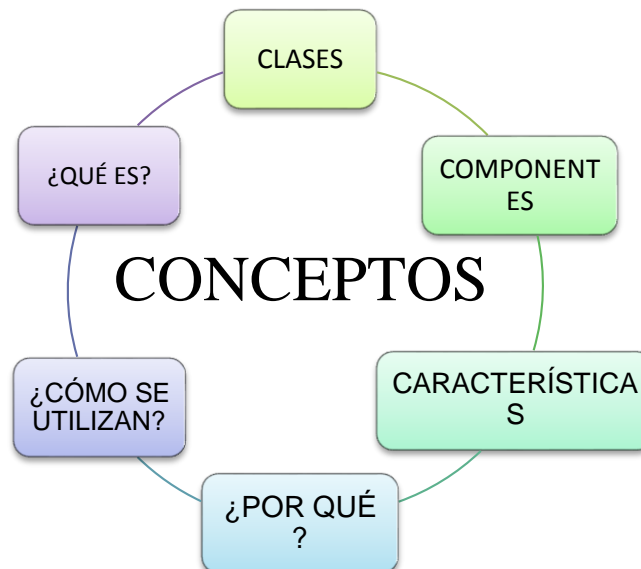 CLASES
¿QUÉ ES?
COMPONENT
ES
CONCEPTOS
¿CÓMO SE
UTILIZAN?
CARACTERÍSTICA
S
¿POR QUÉ
?